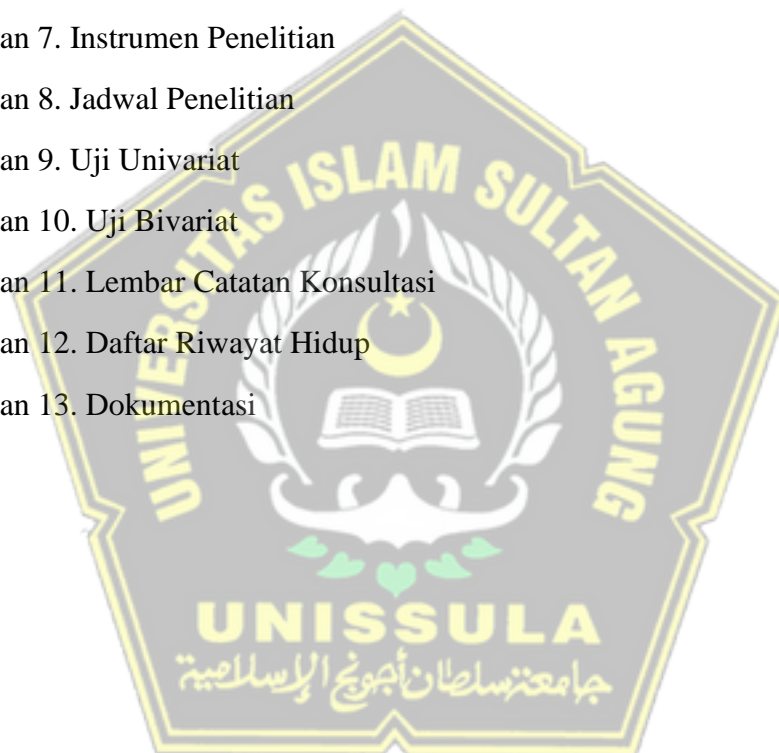 an 7. Instrumen Penelitian
an 8. Jadwal Penelitian
an 9. Uji Univariat
an 10. Uji Bivariat
an 11. Lembar Catatan Konsultasi
an 12. Daftar Riwayat Hidup
an 13. Dokumentasi
UNIVERSITAS ISLAM SULTAN AGUNG
UNISSULA
جامعة سلطان أجونج الإسلامية